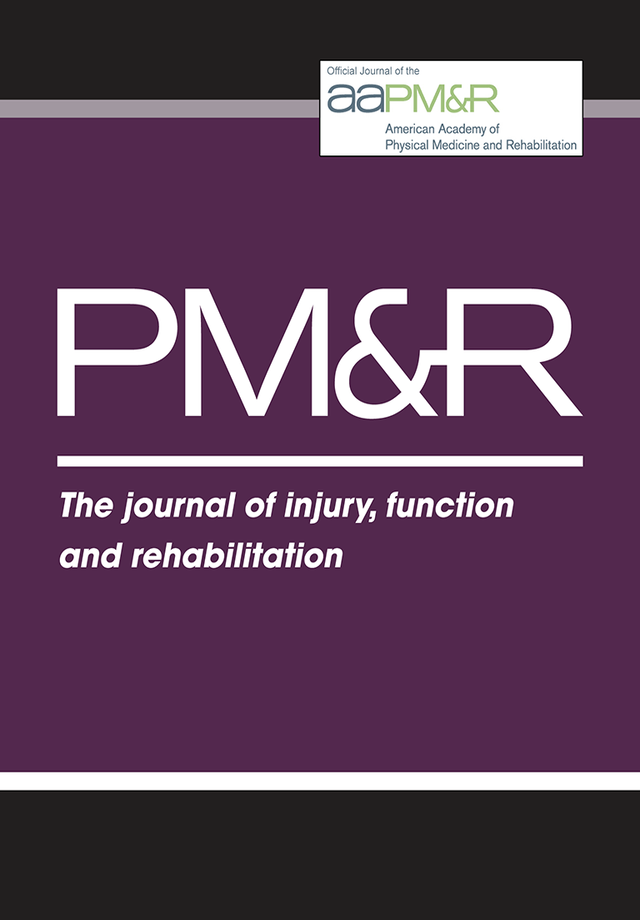 Official Journal of the
aaPM&R
American Academy of
Physical Medicine and Rehabilitation
PM&R
The journal of injury, function
and rehabilitation